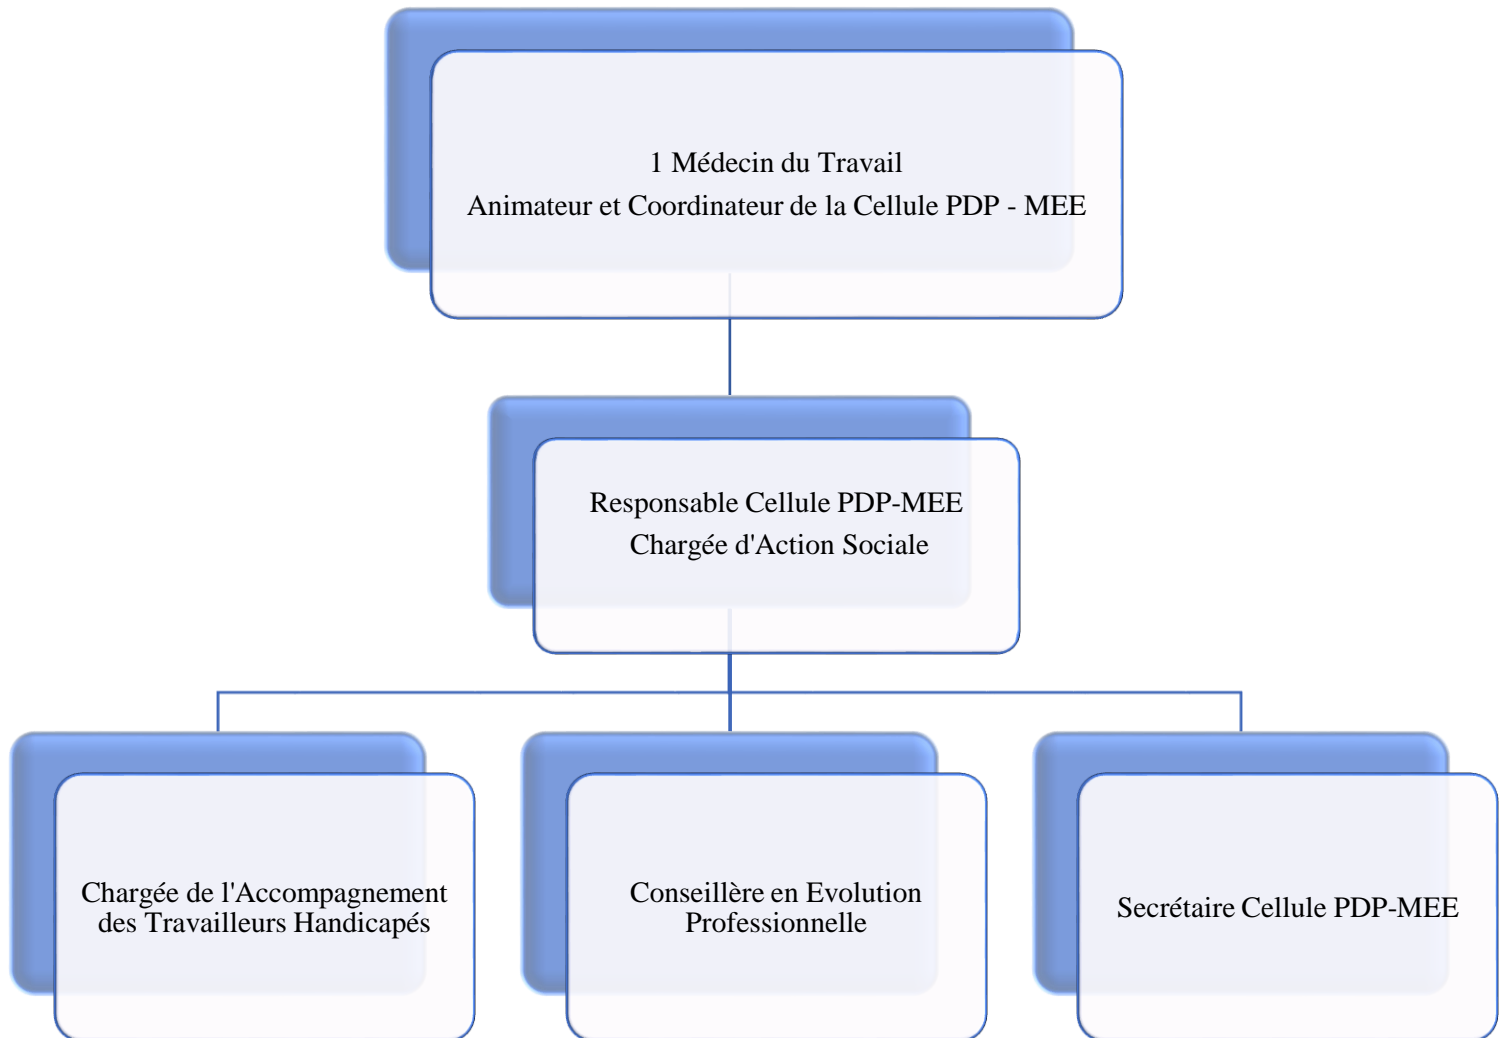 1 Médecin du Travail
Animateur et Coordinateur de la Cellule PDP - MEE
Responsable Cellule PDP-MEE
Chargée d'Action Sociale
Chargée de l'Accompagnement
des Travailleurs Handicapés
Conseillère en Evolution
Professionnelle
Secrétaire Cellule PDP-MEE